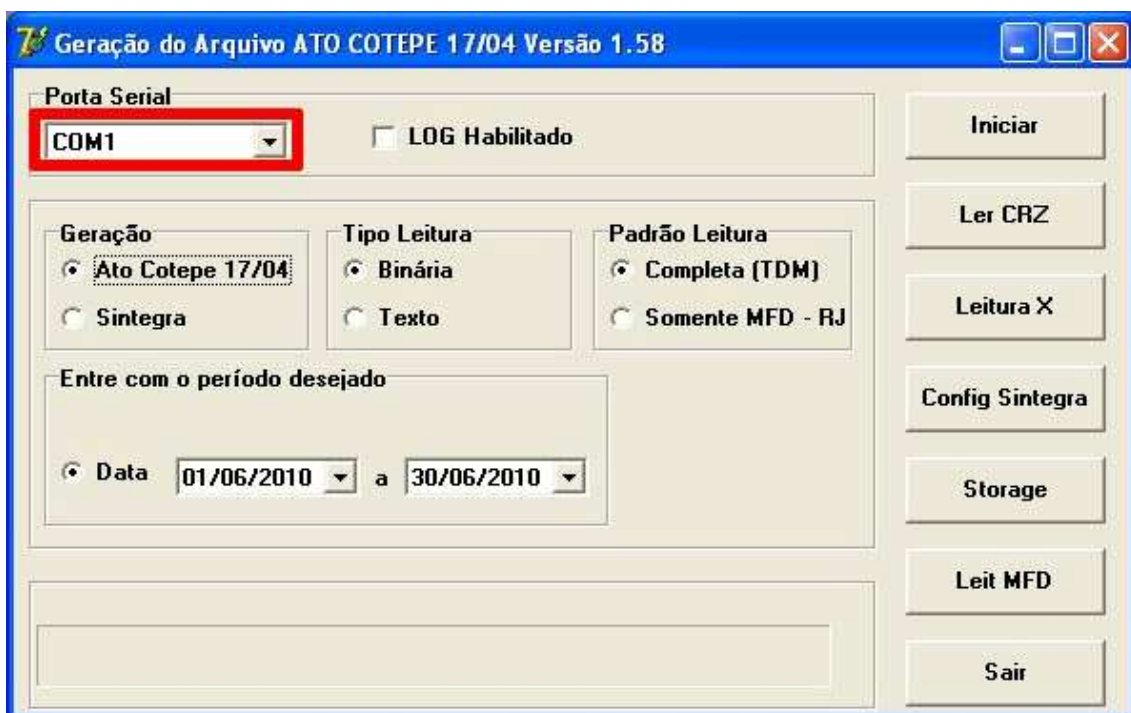 Geração do Arquivo ATO COTEPE 17/04 Versão 1.58
Porta Serial
COM1
LOG Habilitado
Iniciar
Ler CRZ
Geração
Ato Cotepe 17/04
Sintegra
Tipo Leitura
Binária
Texto
Padrão Leitura
Completa (TDM)
Somente MFD - RJ
Leitura X
Entre com o período desejado
Data 01/06/2010 a 30/06/2010
Config Sintegra
Storage
Leit MFD
Sair